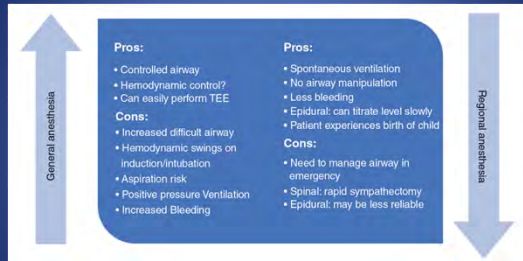 General anesthesia
Pros:
• Controlled airway
• Hemodynamic control?
• Can easily perform TEE
Cons:
• Increased difficult airway
• Hemodynamic swings on
induction/intubation
• Aspiration risk
• Positive pressure Ventilation
• Increased Bleeding
Pros:
• Spontaneous ventilation
• No airway manipulation
• Less bleeding
• Epidural: can titrate level slowly
• Patient experiences birth of child
Cons:
• Need to manage airway in
emergency
• Spinal: rapid sympathectomy
• Epidural: may be less reliable
Regional anesthesia